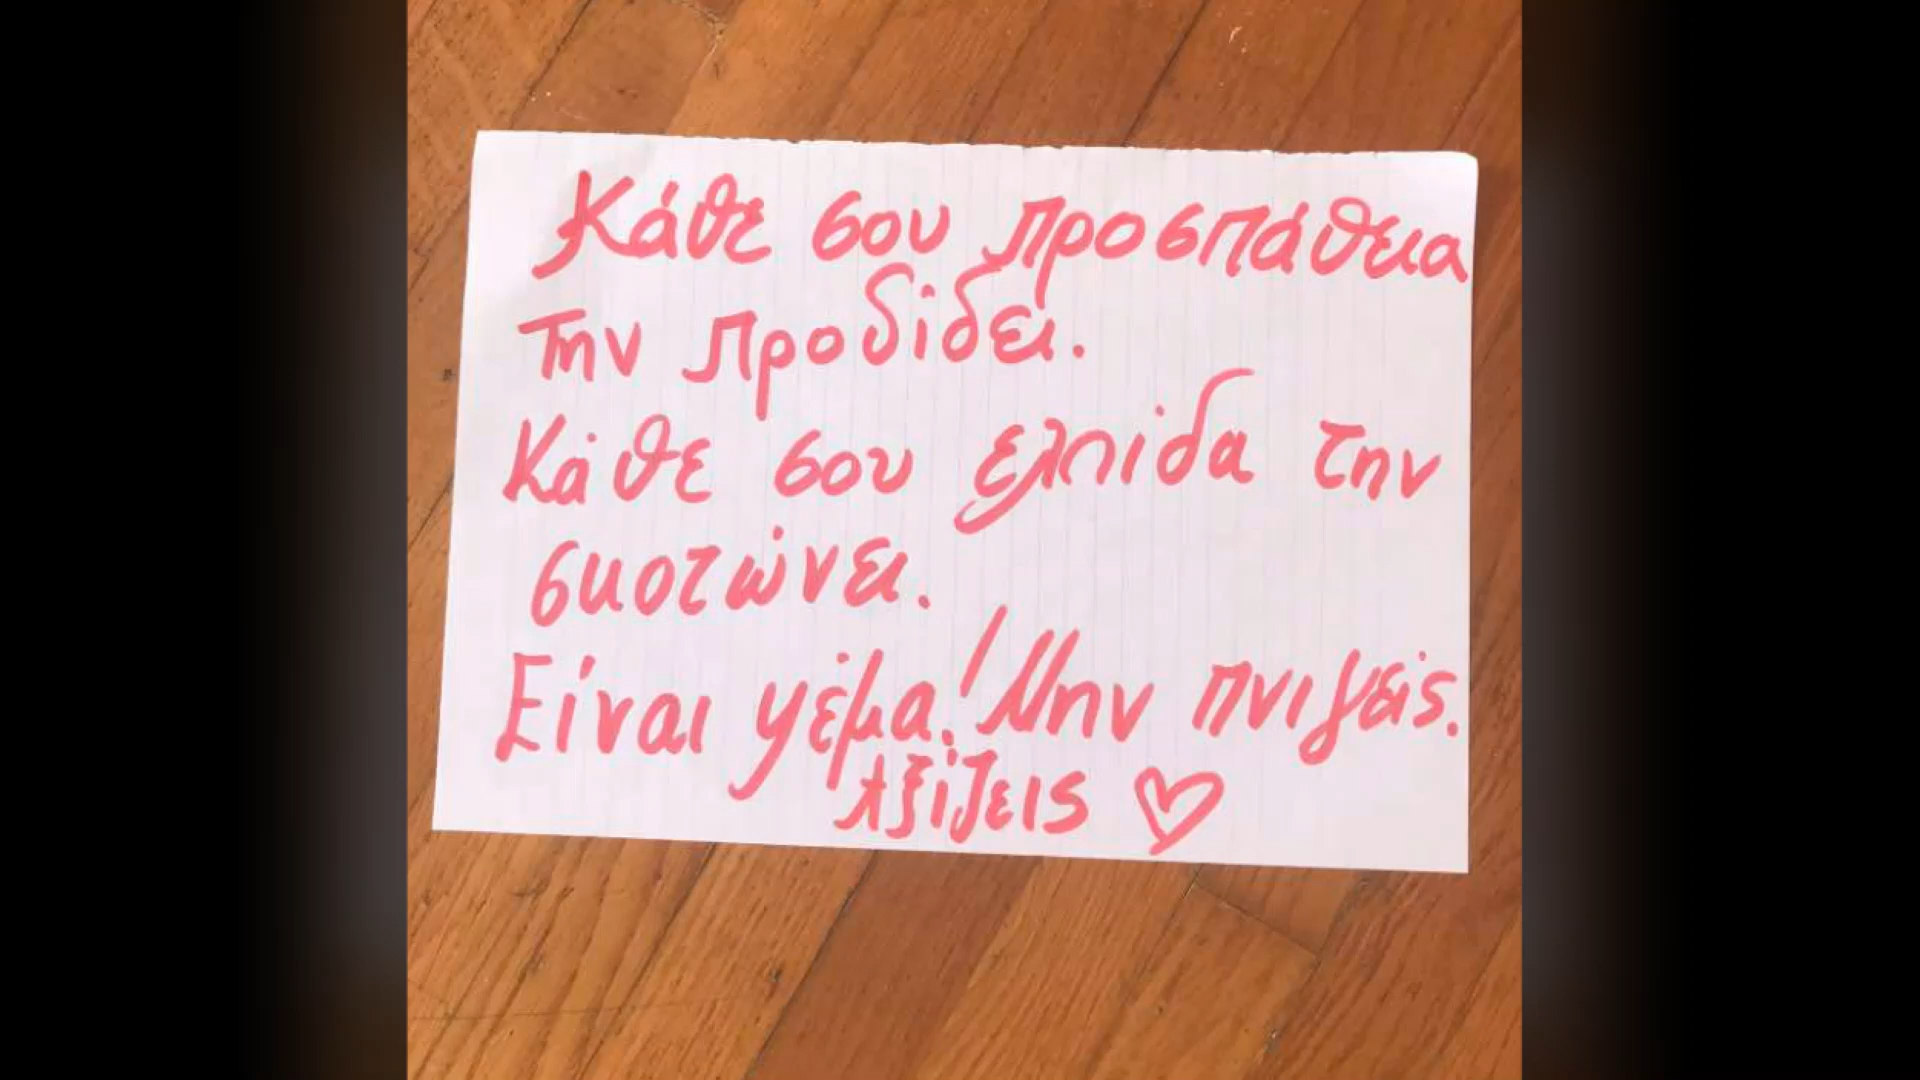 Κάθε σου προσπάθεια
την προδίδει.
Κάθε σου ελπίδα την
σκοτώνει.
Είναι ψέμα! Μην πνιγείς.
Αξίζεις ♡